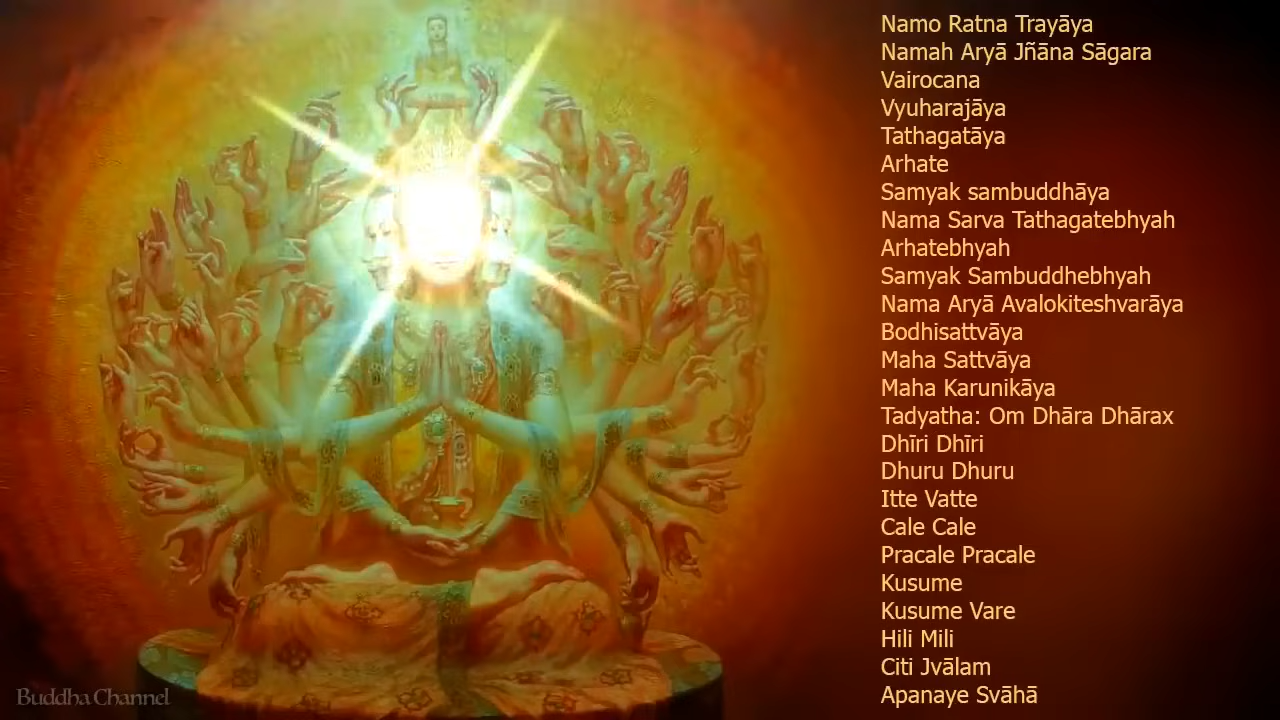 Namo Ratna Trayāya
Namah Aryā Jñāna Sāgara
Vairocana
Vyuharajāya
Tathagatāya
Arhate
Samyak sambuddhāya
Nama Sarva Tathagatebhyah
Arhatebhyah
Samyak Sambuddhebhyah
Nama Aryā Avalokiteshvarāya
Bodhisattvāya
Maha Sattvāya
Maha Karunikāya
Tadyatha: Om Dhāra Dhārax
Dhīri Dhīri
Dhuru Dhuru
Itte Vatte
Cale Cale
Pracale Pracale
Kusume
Kusume Vare
Hili Mili
Citi Jvālam
Apanaye Svāhā
Buddha Channel